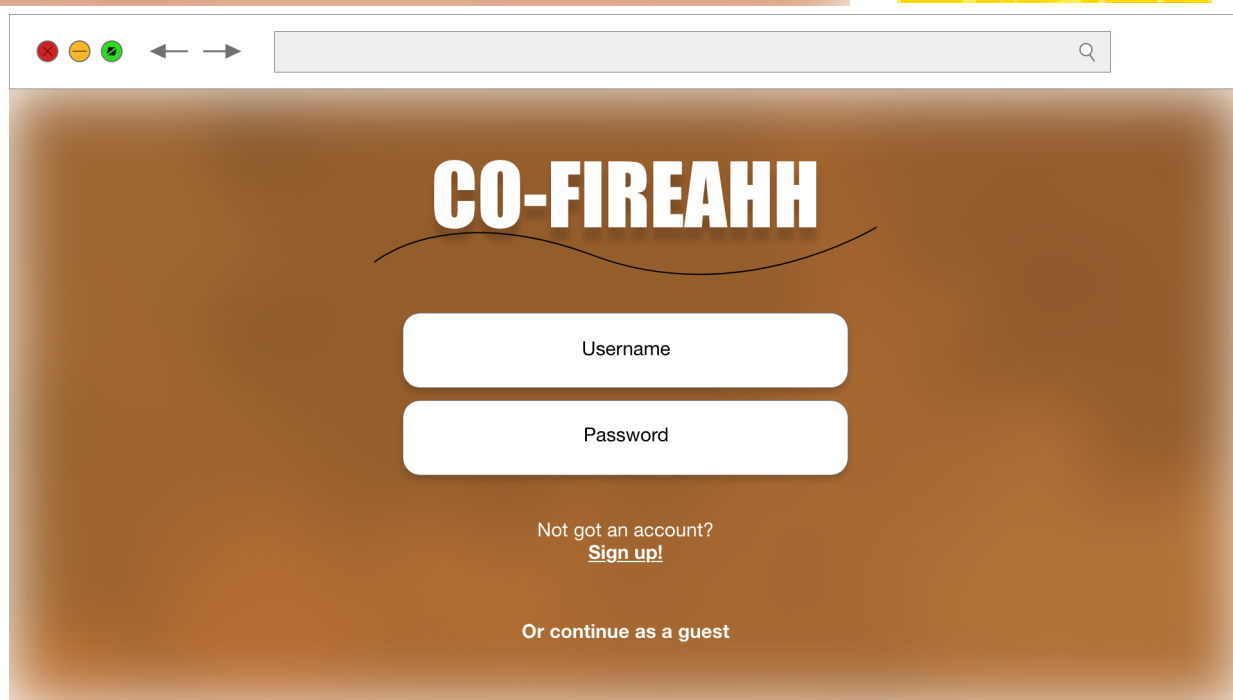 CO-FIREAHH
Username
Password
Not got an account?
Sign up!
Or continue as a guest